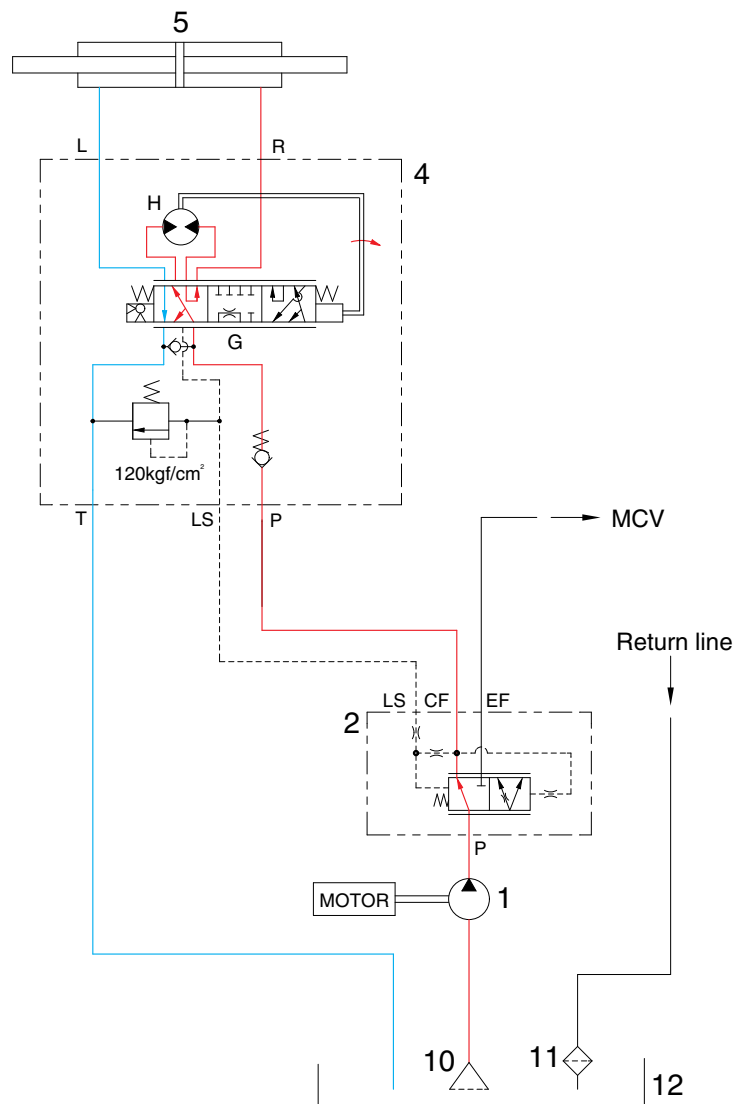 5
L R
4
H
G
120kgf/cm²
T LS P
MCV
Return line
LS CF EF
2
P
MOTOR 1
10 11 12